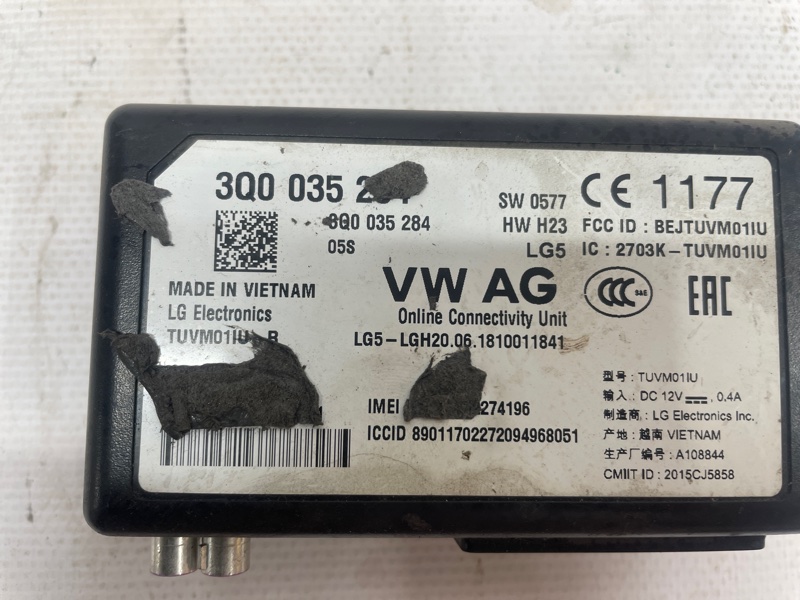 3Q0 035
3Q0 035 284
05S
SW 0577
HW H23
LG5
CE 1177
FCC ID : BEJTUVM01IU
IC : 2703K-TUVM01IU
MADE IN VIETNAM
LG Electronics
VW AG
Online Connectivity Unit
LG5-LGH20.06.1810011841
CCC S&E
EAC
IMEI 274196
ICCID 89011702272094968051
型号: TUVM01IU
输入: DC 12V, 0.4A
制造商: LG Electronics Inc.
产地: 越南 VIETNAM
生产厂编号: A108844
CMIIT ID : 2015CJ5858